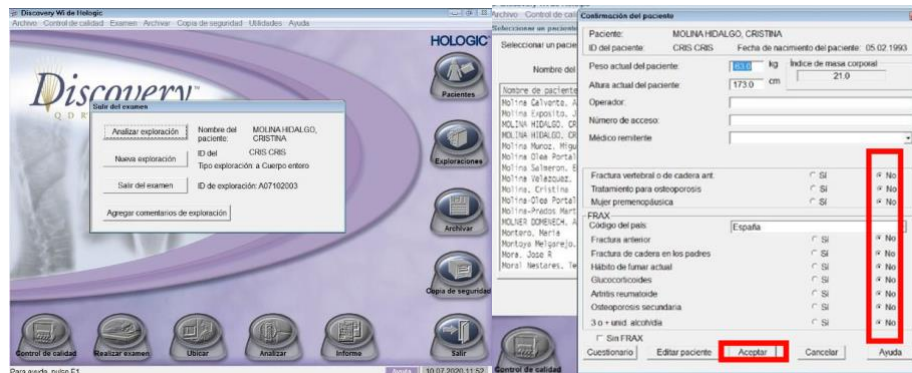 Discovery Wi de Hologic
Archivo Control de calidad Examen Archivar Copia de seguridad Utilidades Ayuda
HOLOGIC
Discovery
QDR
Pacientes
Exploraciones
Archivar
Copia de seguridad
Salir
Salir del examen
Analizar exploración
Nombre del paciente:
MOLINA HIDALGO, CRISTINA
Nueva exploración
ID del
CRIS CRIS
Tipo exploración: a Cuerpo entero
Salir del examen
ID de exploración: A07102003
Agregar comentarios de exploración
Control de calidad
Realizar examen
Ubicar
Analizar
Informe
Para ayuda, pulse F1
Ayuda
10.07.2020 11:52
Archivo Control de cali
Seleccionar un paciente
Seleccionar un pacie
Nombre del
Nombre de paciente
Molina Calverto, A
Molina Exposito, J
MOLINA HIDALGO, CR
MOLINA HIDALGO, CR
Molina Munoz, Migu
Molina Olea Portal
Molina Salmeron, E
Molina Velazquez,
Molina, Cristina
Molina-Olea Portal
Molina-Prados Mart
MOLNER DOMENECH, A
Montero, Merle
Montoya Melgarejo,
Mora, Jose R
Moral Nestares, Te
Control de calidad
Confirmación del paciente
Paciente: MOLINA HIDALGO, CRISTINA
ID del paciente: CRIS CRIS Fecha de nacimiento del paciente: 05.02.1993
Peso actual del paciente: 63.0 kg
Índice de masa corporal
21.0
Altura actual del paciente: 173.0 cm
Operador:
Número de acceso:
Médico remitente
Fractura vertebral o de cadera ant. Sí No
Tratamiento para osteoporosis Sí No
Mujer premenopáusica Sí No
FRAX
Código del país España
Fractura anterior Sí No
Fractura de cadera en los padres Sí No
Hábito de fumar actual Sí No
Glucocorticoides Sí No
Artritis reumatoide Sí No
Osteoporosis secundaria Sí No
3 o + unid. alcohl/día Sí No
Sin FRAX
Cuestionario Editar paciente Aceptar Cancelar Ayuda